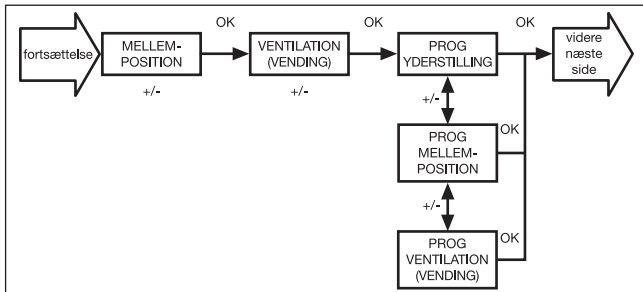 OK
OK
OK
fortsættelse
MELLEM-
POSITION
VENTILATION
(VENDING)
PROG
YDERSTILLING
videre
næste
side
+/-
+/-
+/-
OK
PROG
MELLEM-
POSITION
+/-
OK
PROG
VENTILATION
(VENDING)